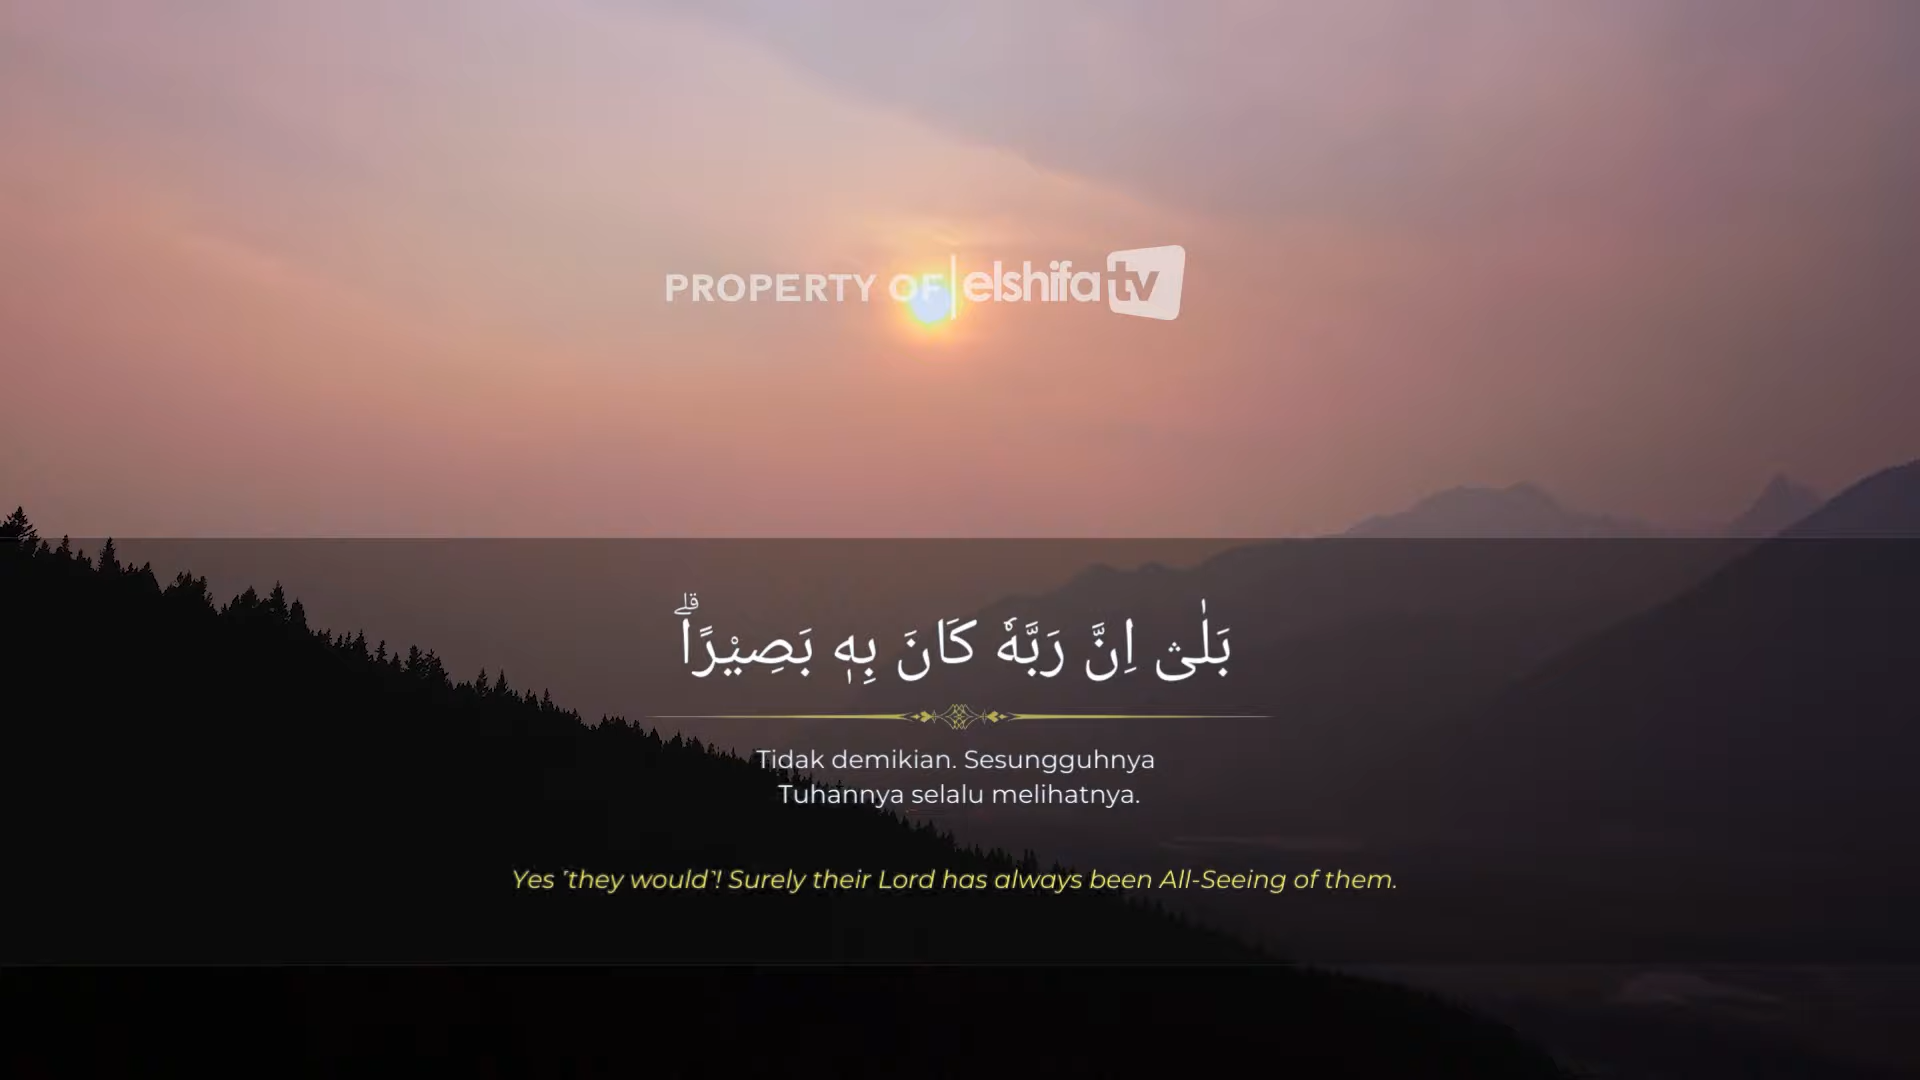 PROPERTY OF elshifa tv
بَلٰىۛ اِنَّ رَبَّهٗ كَانَ بِهٖ بَصِيْرًاۗ
Tidak demikian. Sesungguhnya
Tuhannya selalu melihatnya.
Yes ˹they would˺! Surely their Lord has always been All-Seeing of them.